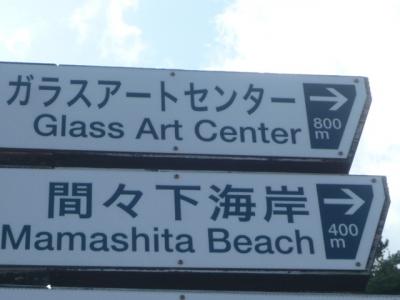 ガラスアートセンター
Glass Art Center
800
m
間々下海岸
Mamashita Beach
400
m